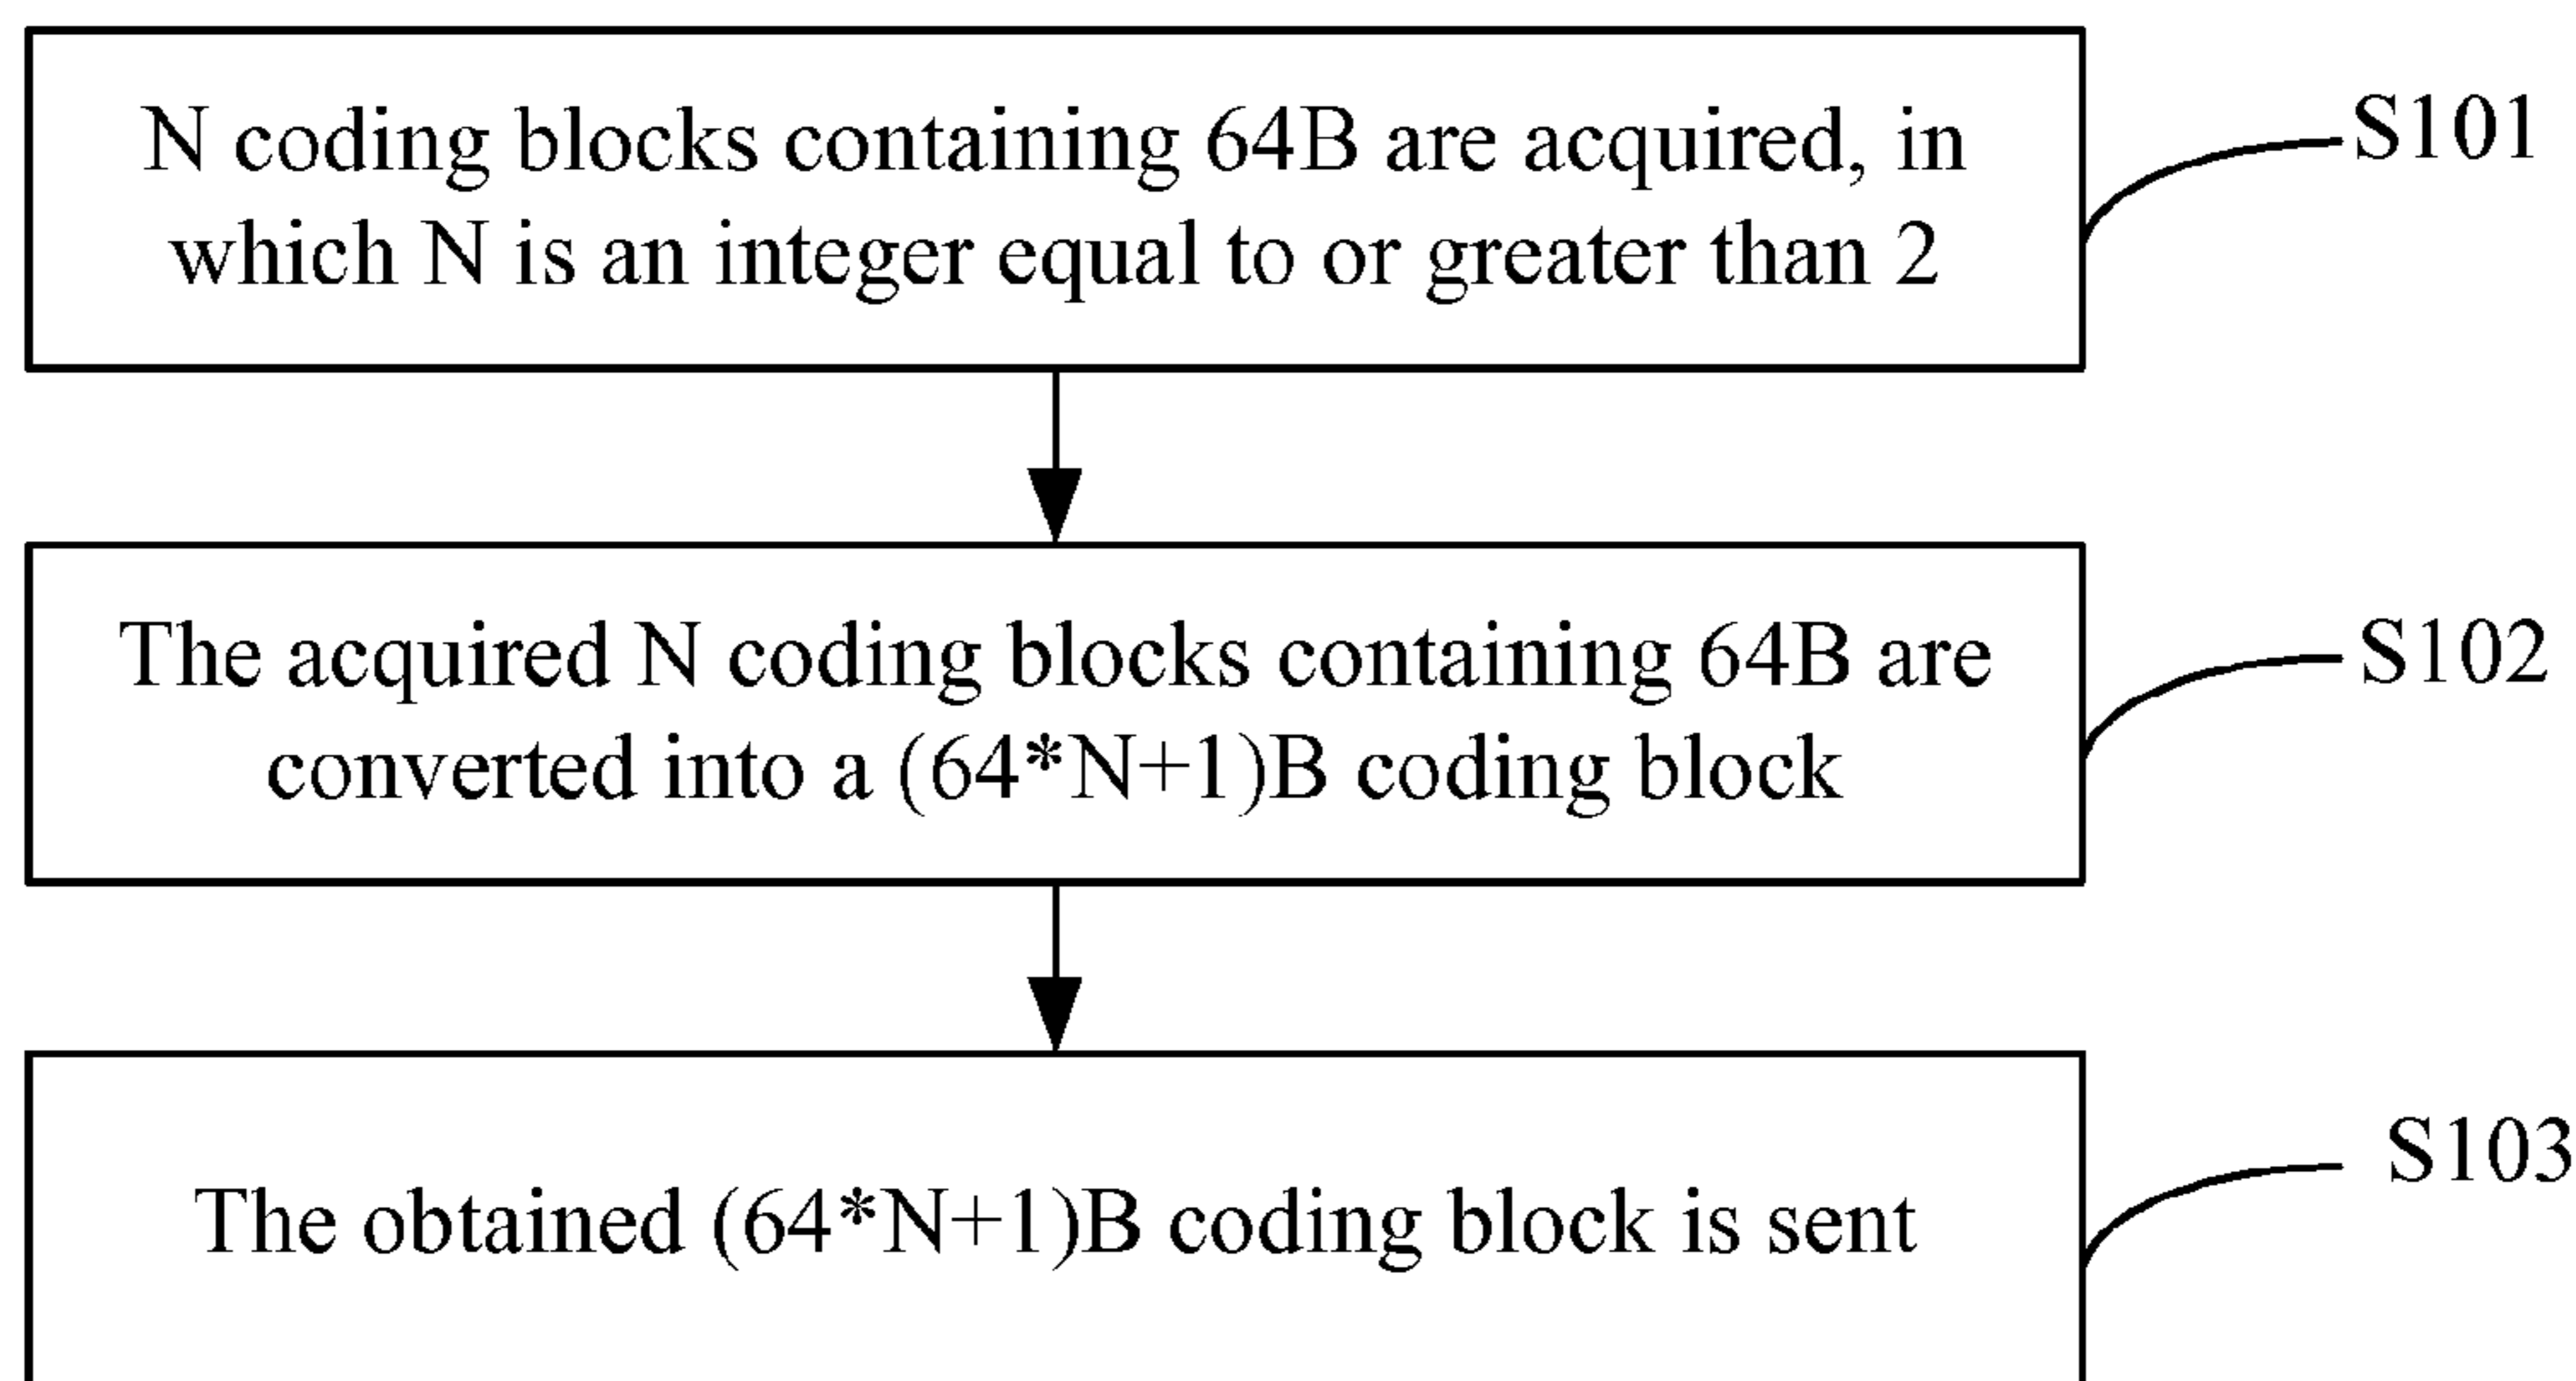 N coding blocks containing 64B are acquired, in
which N is an integer equal to or greater than 2
S101
The acquired N coding blocks containing 64B are
converted into a (64*N+1)B coding block
S102
The obtained (64*N+1)B coding block is sent
S103